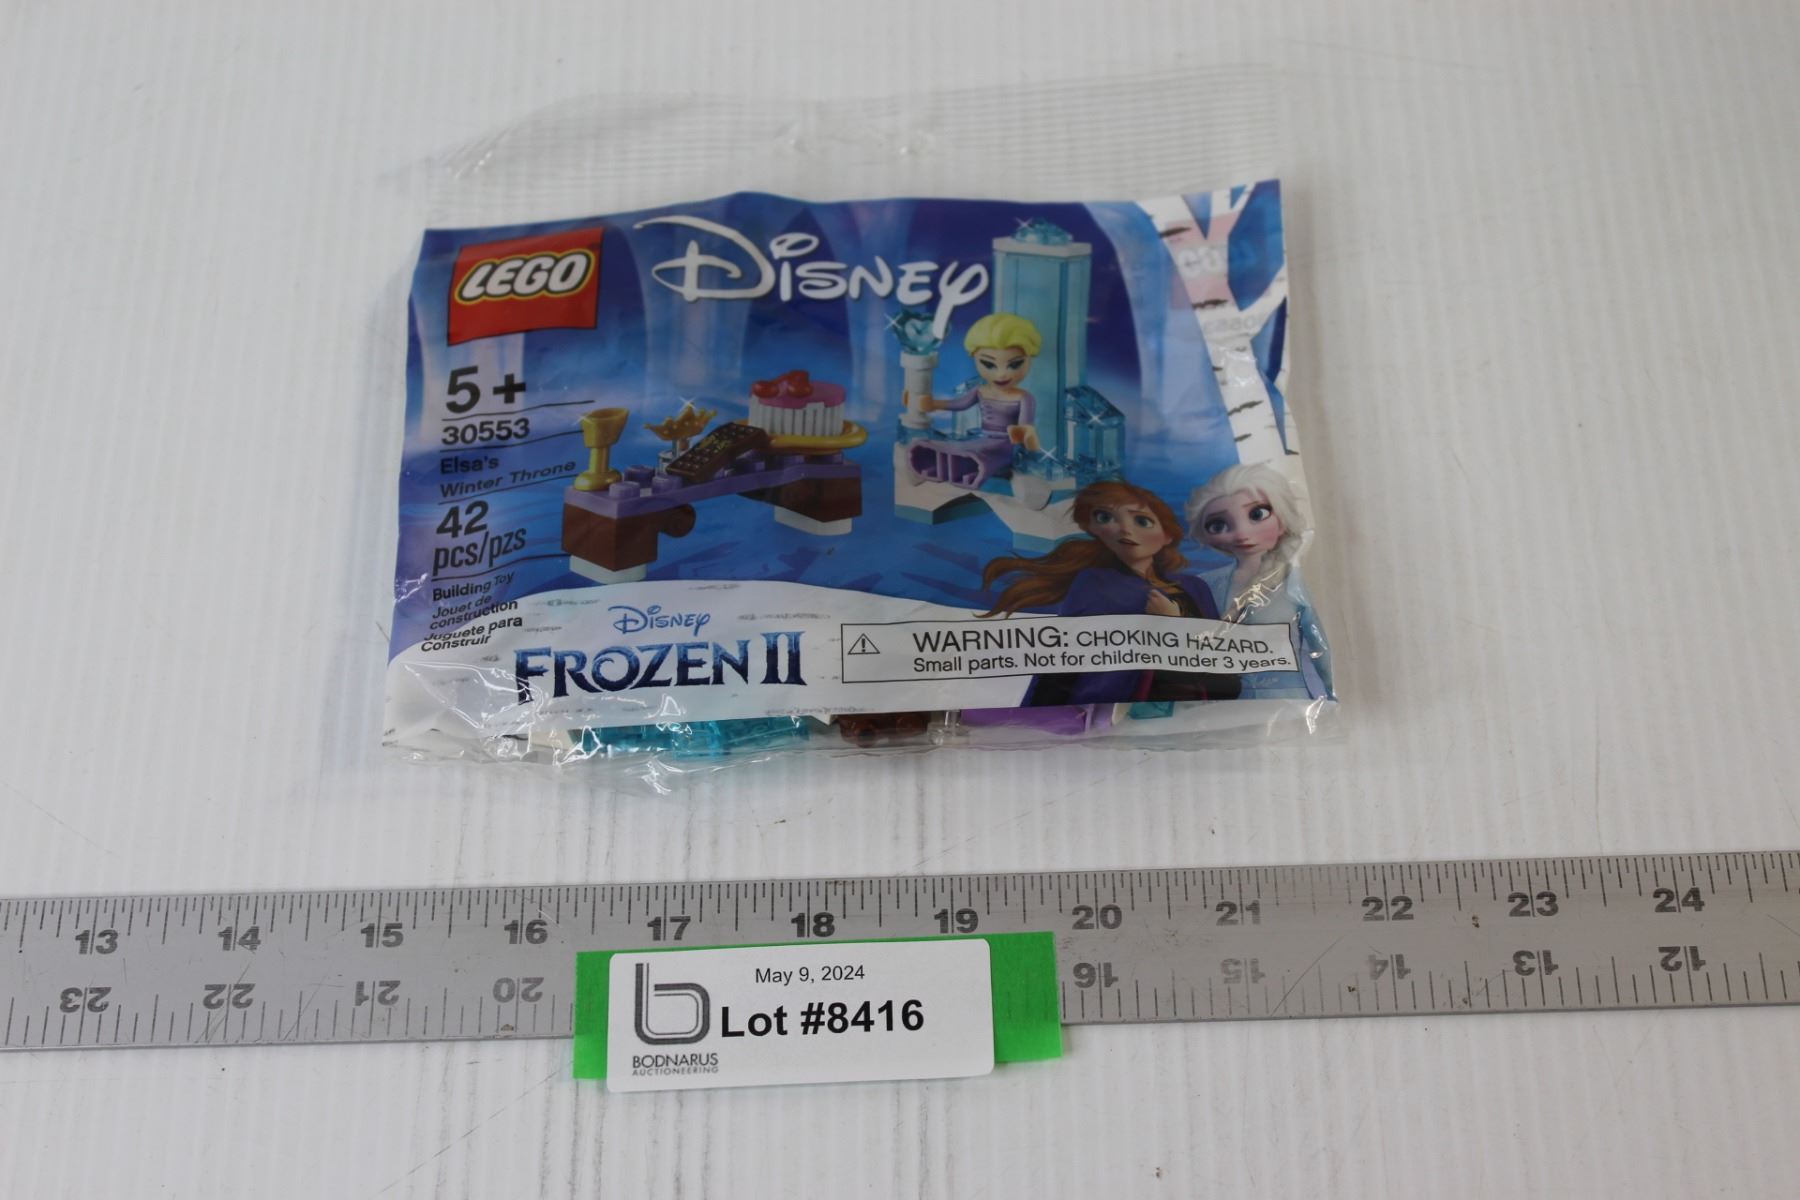 LEGO
Disney
5+
30553
Elsa's
Winter Throne
42
pcs/pzs
Building Toy
Jouet de
construction
Juguete para
Construir
Disney
FROZEN II
WARNING: CHOKING HAZARD.
Small parts. Not for children under 3 years.
13 14 15 16 17 18 19 20 21 22 23 24
23 22 21 20 16 15 14 13 12
May 9, 2024
Lot #8416
BODNARUS
AUCTIONEERING